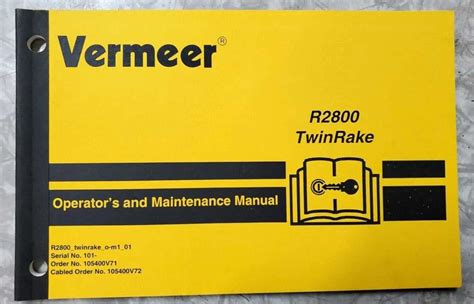 Vermeer®
R2800
TwinRake
Operator's and Maintenance Manual
R2800_twinrake_o-m1_01
Serial No. 101-
Order No. 105400V71
Cabled Order No. 105400V72